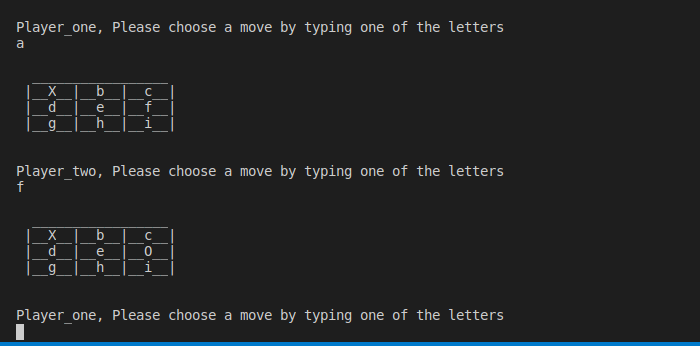 Player_one, Please choose a move by typing one of the letters
a
_________________
|__X__|__b__|__c__|
|__d__|__e__|__f__|
|__g__|__h__|__i__|
Player_two, Please choose a move by typing one of the letters
f
_________________
|__X__|__b__|__c__|
|__d__|__e__|__O__|
|__g__|__h__|__i__|
Player_one, Please choose a move by typing one of the letters